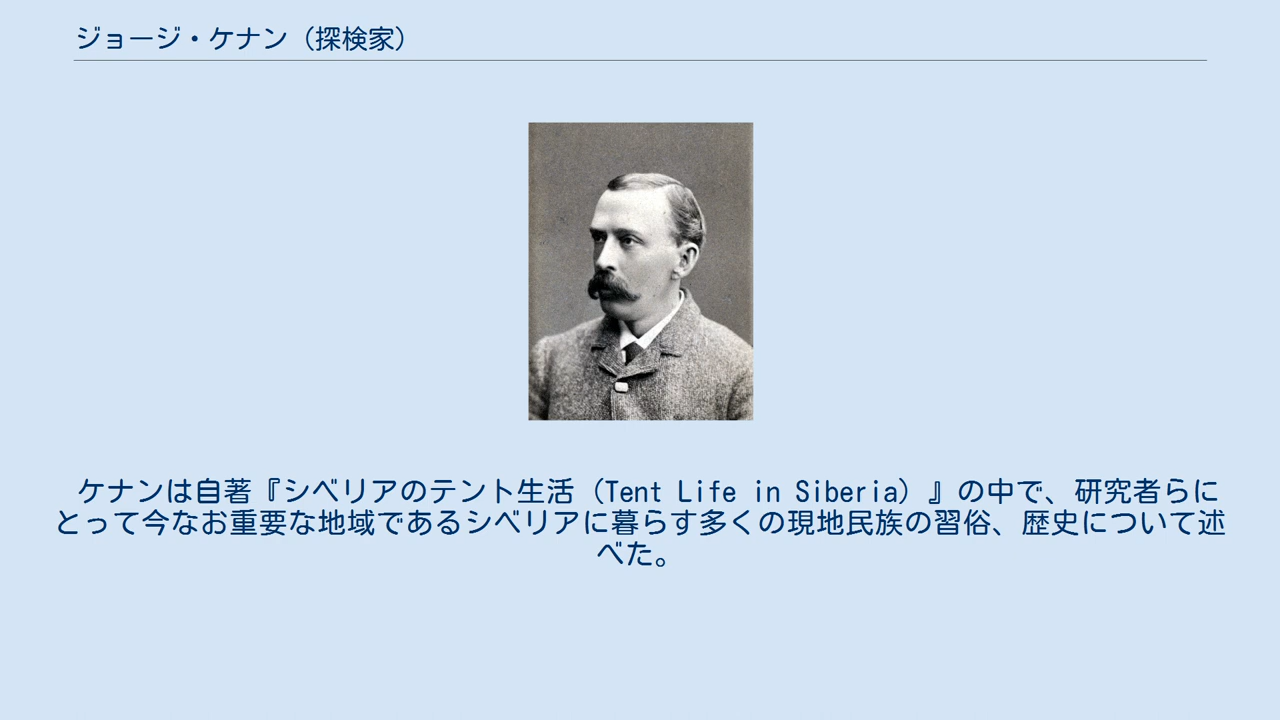 ジョージ・ケナン（探検家）
ケナンは自著『シベリアのテント生活（Tent Life in Siberia）』の中で、研究者らに
とって今なお重要な地域であるシベリアに暮らす多くの現地民族の習俗、歴史について述
べた。